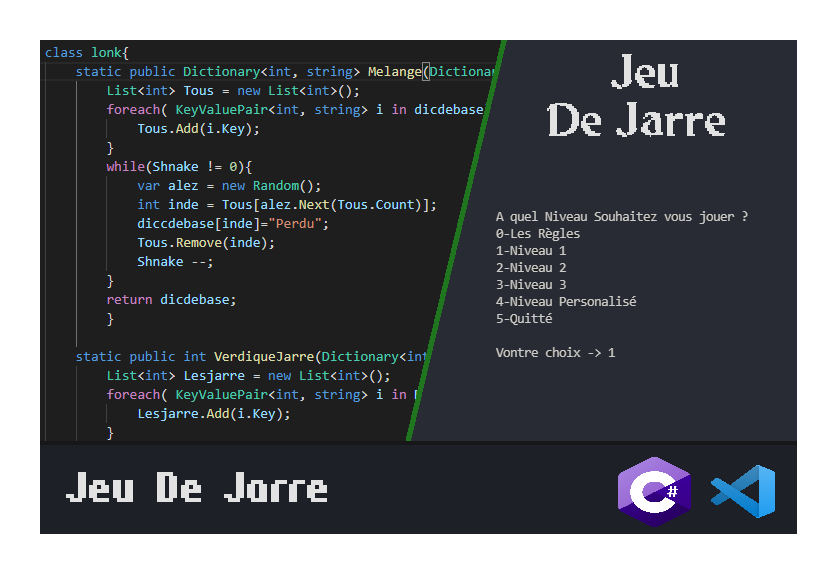 class lonk{
static public Dictionary<int, string> Melange(Dictionar
List<int> Tous = new List<int>();
foreach( KeyValuePair<int, string> i in dicdebase
Tous.Add(i.Key);
}
while(Shnake != 0){
var alez = new Random();
int inde = Tous[alez.Next(Tous.Count)];
diccdebase[inde]="Perdu";
Tous.Remove(inde);
Shnake --;
}
return dicdebase;
}
static public int VerdiqueJarre(Dictionary<int
List<int> Lesjarre = new List<int>();
foreach( KeyValuePair<int, string> i in
Lesjarre.Add(i.Key);
}
Jeu
De Jarre
A quel Niveau Souhaitez vous jouer ?
0-Les Règles
1-Niveau 1
2-Niveau 2
3-Niveau 3
4-Niveau Personalisé
5-Quitté
Vontre choix -> 1
Jeu De Jarre
C#